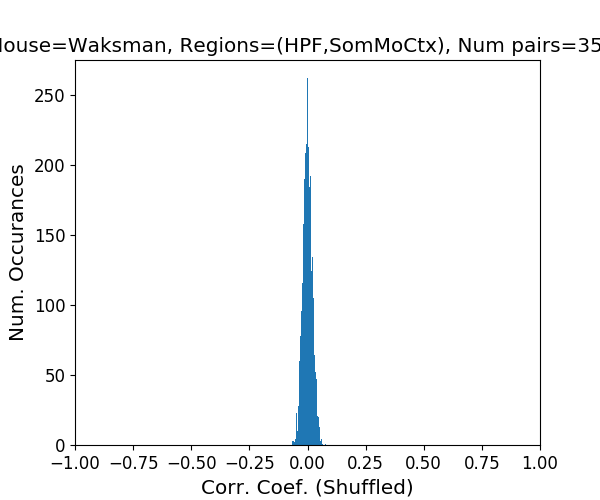 Mouse=Waksman, Regions=(HPF,SomMoCtx), Num pairs=35
250
200
150
100
50
0
−1.00 −0.75 −0.50 −0.25 0.00 0.25 0.50 0.75 1.00
Num. Occurances
Corr. Coef. (Shuffled)